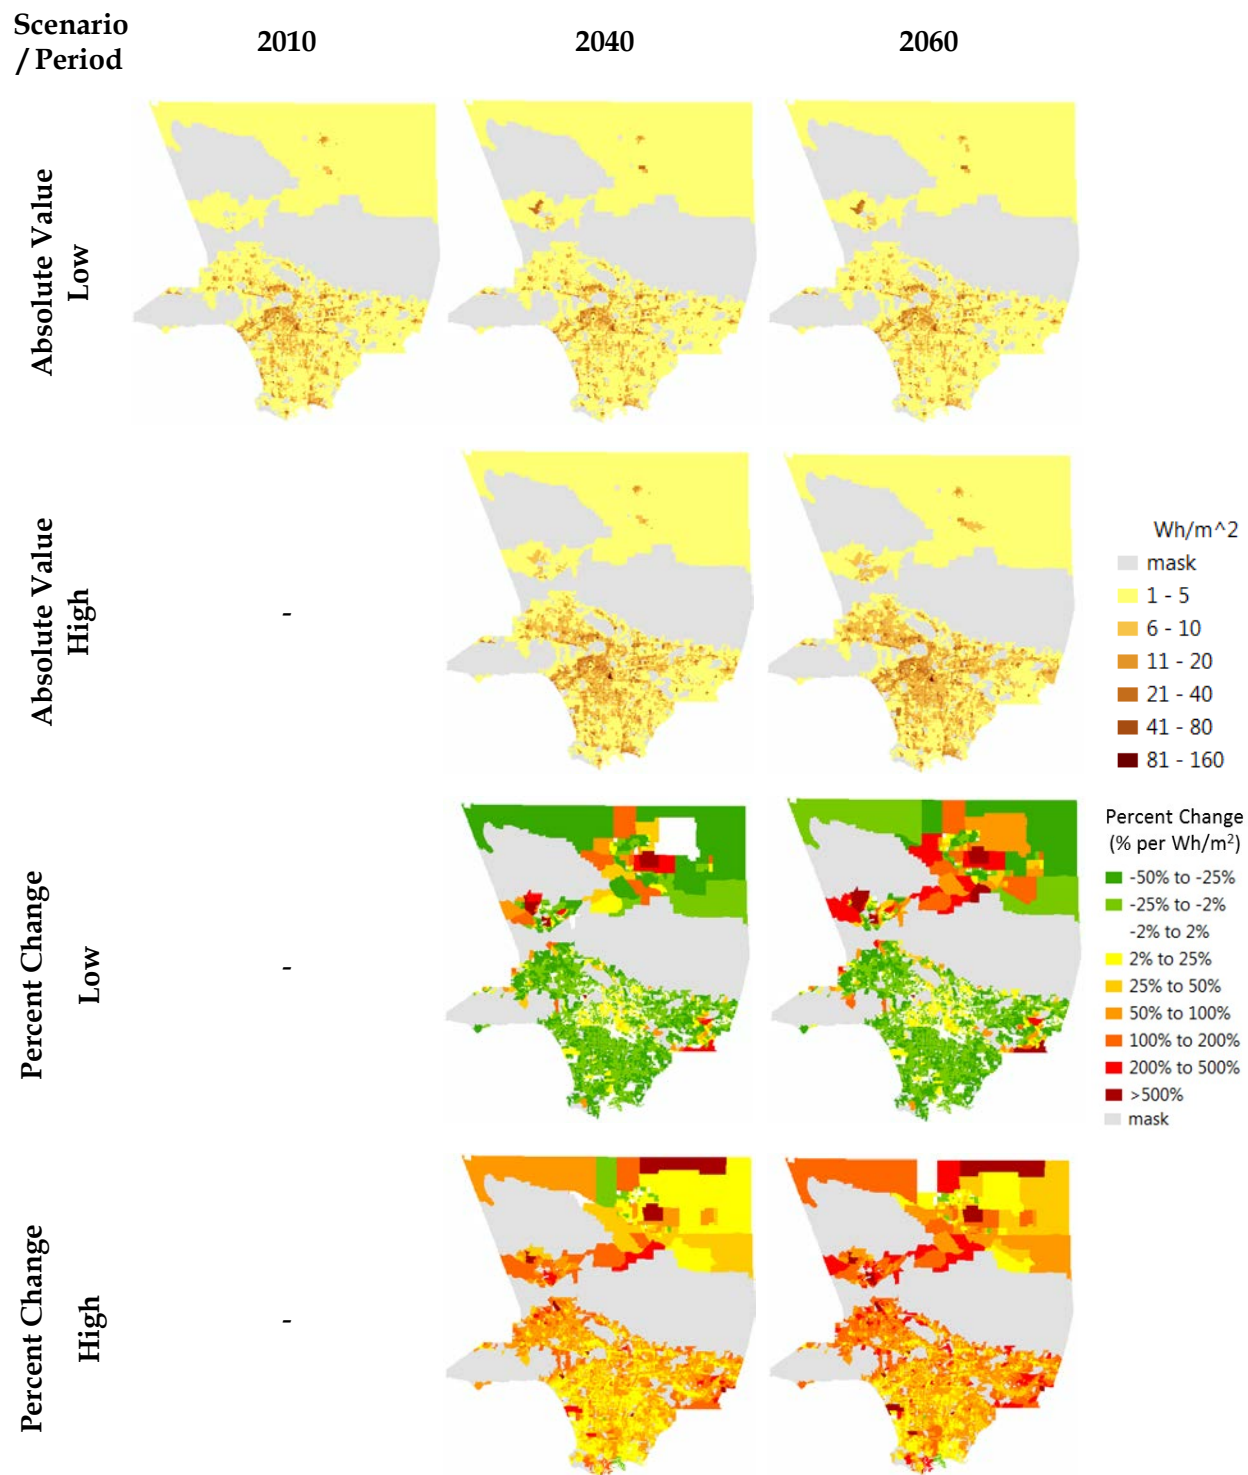 Scenario
/ Period
2010
2040
2060
Absolute Value
Low
Absolute Value
High
-
Wh/m^2
mask
1 - 5
6 - 10
11 - 20
21 - 40
41 - 80
81 - 160
Percent Change
Low
-
Percent Change
(% per Wh/m²)
-50% to -25%
-25% to -2%
-2% to 2%
2% to 25%
25% to 50%
50% to 100%
100% to 200%
200% to 500%
>500%
mask
Percent Change
High
-